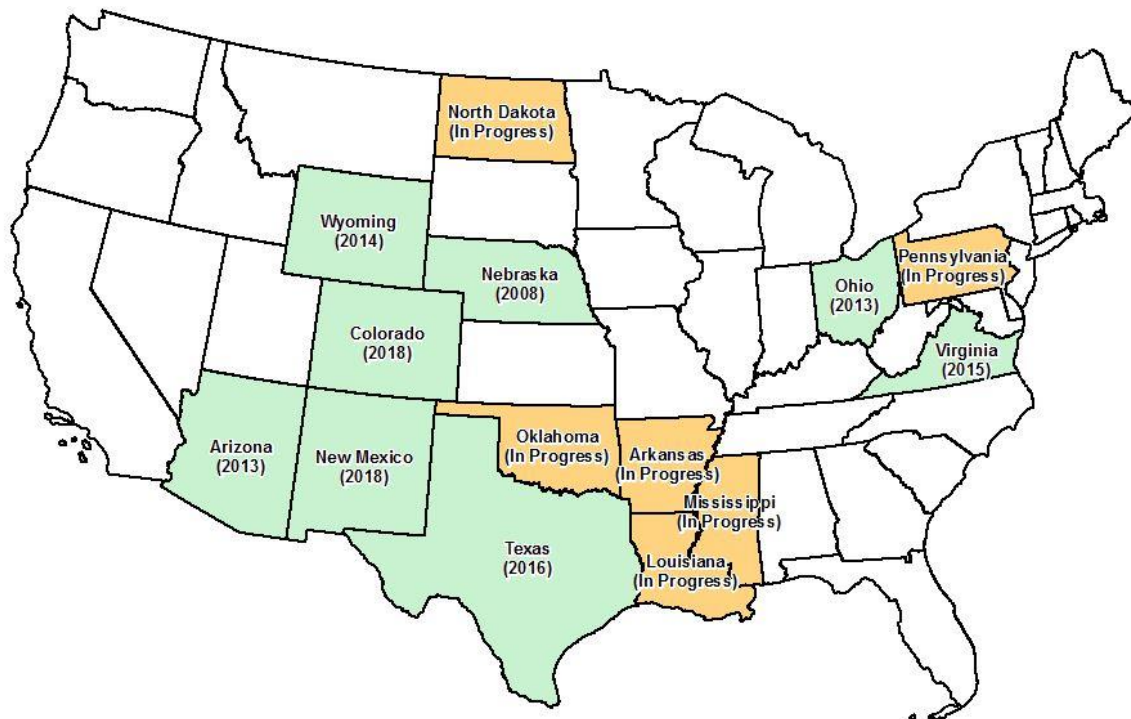 North Dakota
(In Progress)
Wyoming
(2014)
Nebraska
(2008)
Pennsylvania
(In Progress)
Ohio
(2013)
Colorado
(2018)
Virginia
(2015)
Arizona
(2013)
New Mexico
(2018)
Oklahoma
(In Progress)
Arkansas
(In Progress)
Mississippi
(In Progress)
Texas
(2016)
Louisiana
(In Progress)